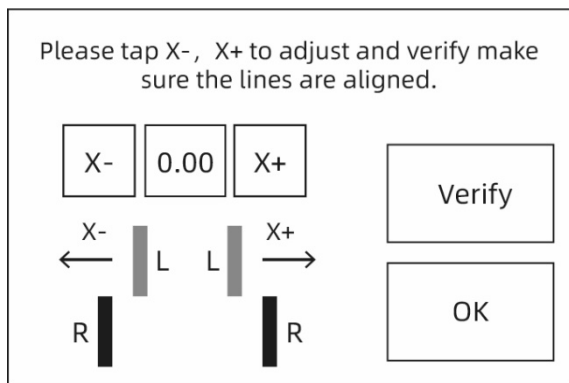 Please tap X-, X+ to adjust and verify make
sure the lines are aligned.
X- 0.00 X+
Verify
X- X+
L L
R R
OK